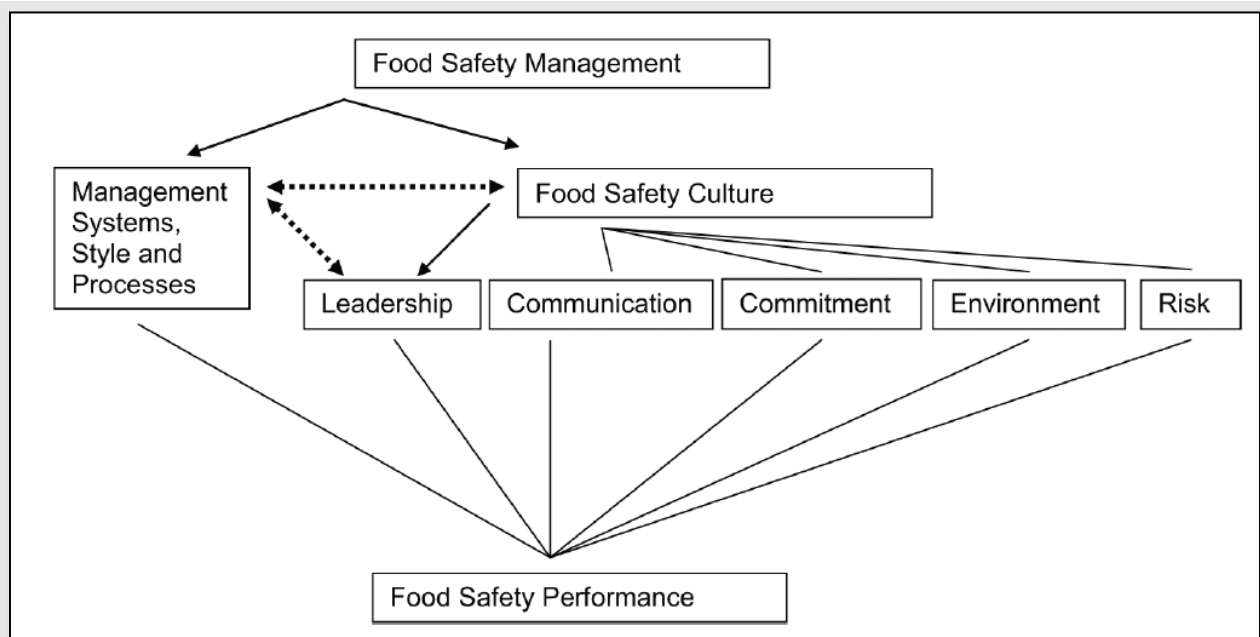 Food Safety Management
Management
Systems,
Style and
Processes
Food Safety Culture
Leadership
Communication
Commitment
Environment
Risk
Food Safety Performance